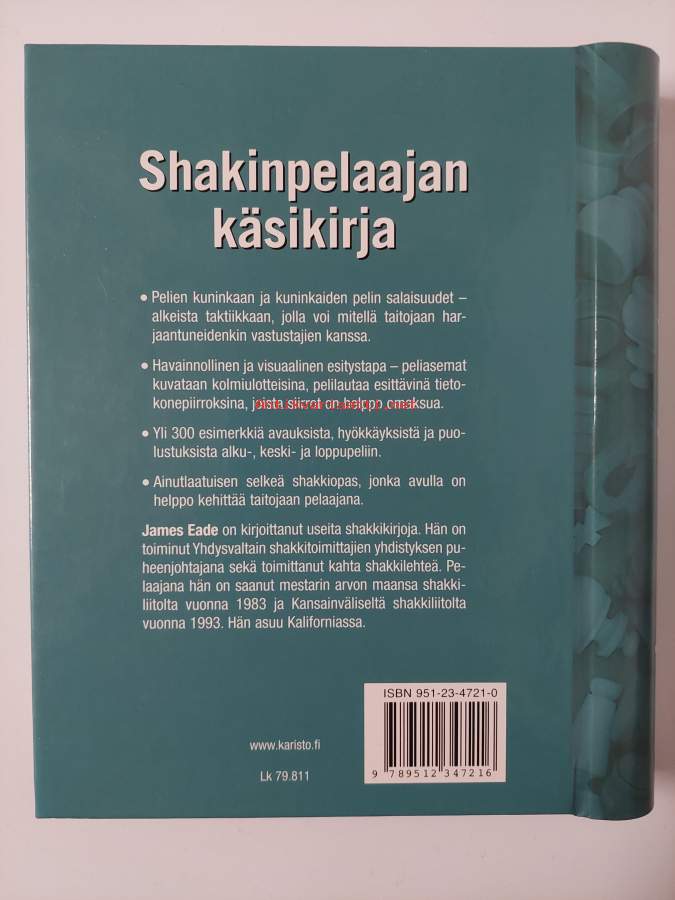 Shakinpelaajan
käsikirja
• Pelien kuninkaan ja kuninkaiden pelin salaisuudet –
alkeista taktiikkaan, jolla voi mitellä taitojaan har-
jaantuneidenkin vastustajien kanssa.
• Havainnollinen ja visuaalinen esitystapa – peliasemat
kuvataan kolmiulotteisina, pelilautaa esittävinä tieto-
konepiirroksina, joista siirrot on helppo omaksua.
• Yli 300 esimerkkiä avauksista, hyökkäyksistä ja puo-
lustuksista alku-, keski- ja loppupeliin.
• Ainutlaatuisen selkeä shakkiopas, jonka avulla on
helppo kehittää taitojaan pelaajana.
James Eade on kirjoittanut useita shakkikirjoja. Hän on
toiminut Yhdysvaltain shakkitoimittajien yhdistyksen pu-
heenjohtajana sekä toimittanut kahta shakkilehteä. Pe-
laajana hän on saanut mestarin arvon maansa shakki-
liitolta vuonna 1983 ja Kansainväliseltä shakkiliitolta
vuonna 1993. Hän asuu Kaliforniassa.
ISBN 951-23-4721-0
www.karisto.fi
Lk 79.811
9 789512 347216